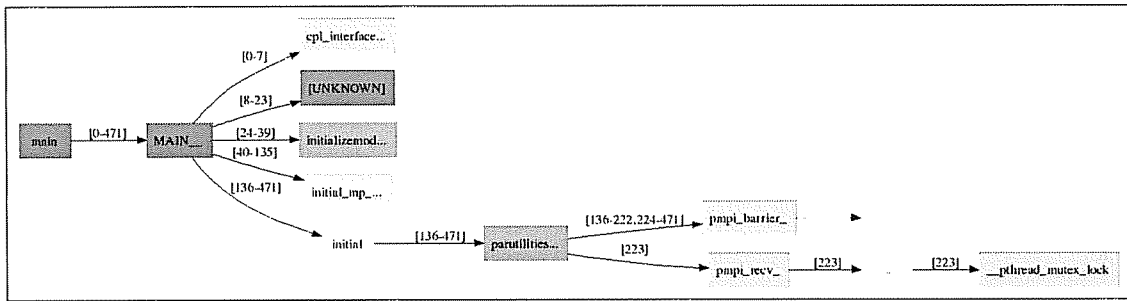 cpl_interface...
[0-7]
[UNKNOWN]
[8-23]
main
[0-471]
MAIN__
[24-39]
initializemod...
[40-135]
initial_mp_...
[136-471]
initial
[136-471]
parutilities...
[136-222,224-471]
pmpi_barrier_
[223]
pmpi_recv_
[223]
..
[223]
__pthread_mutex_lock